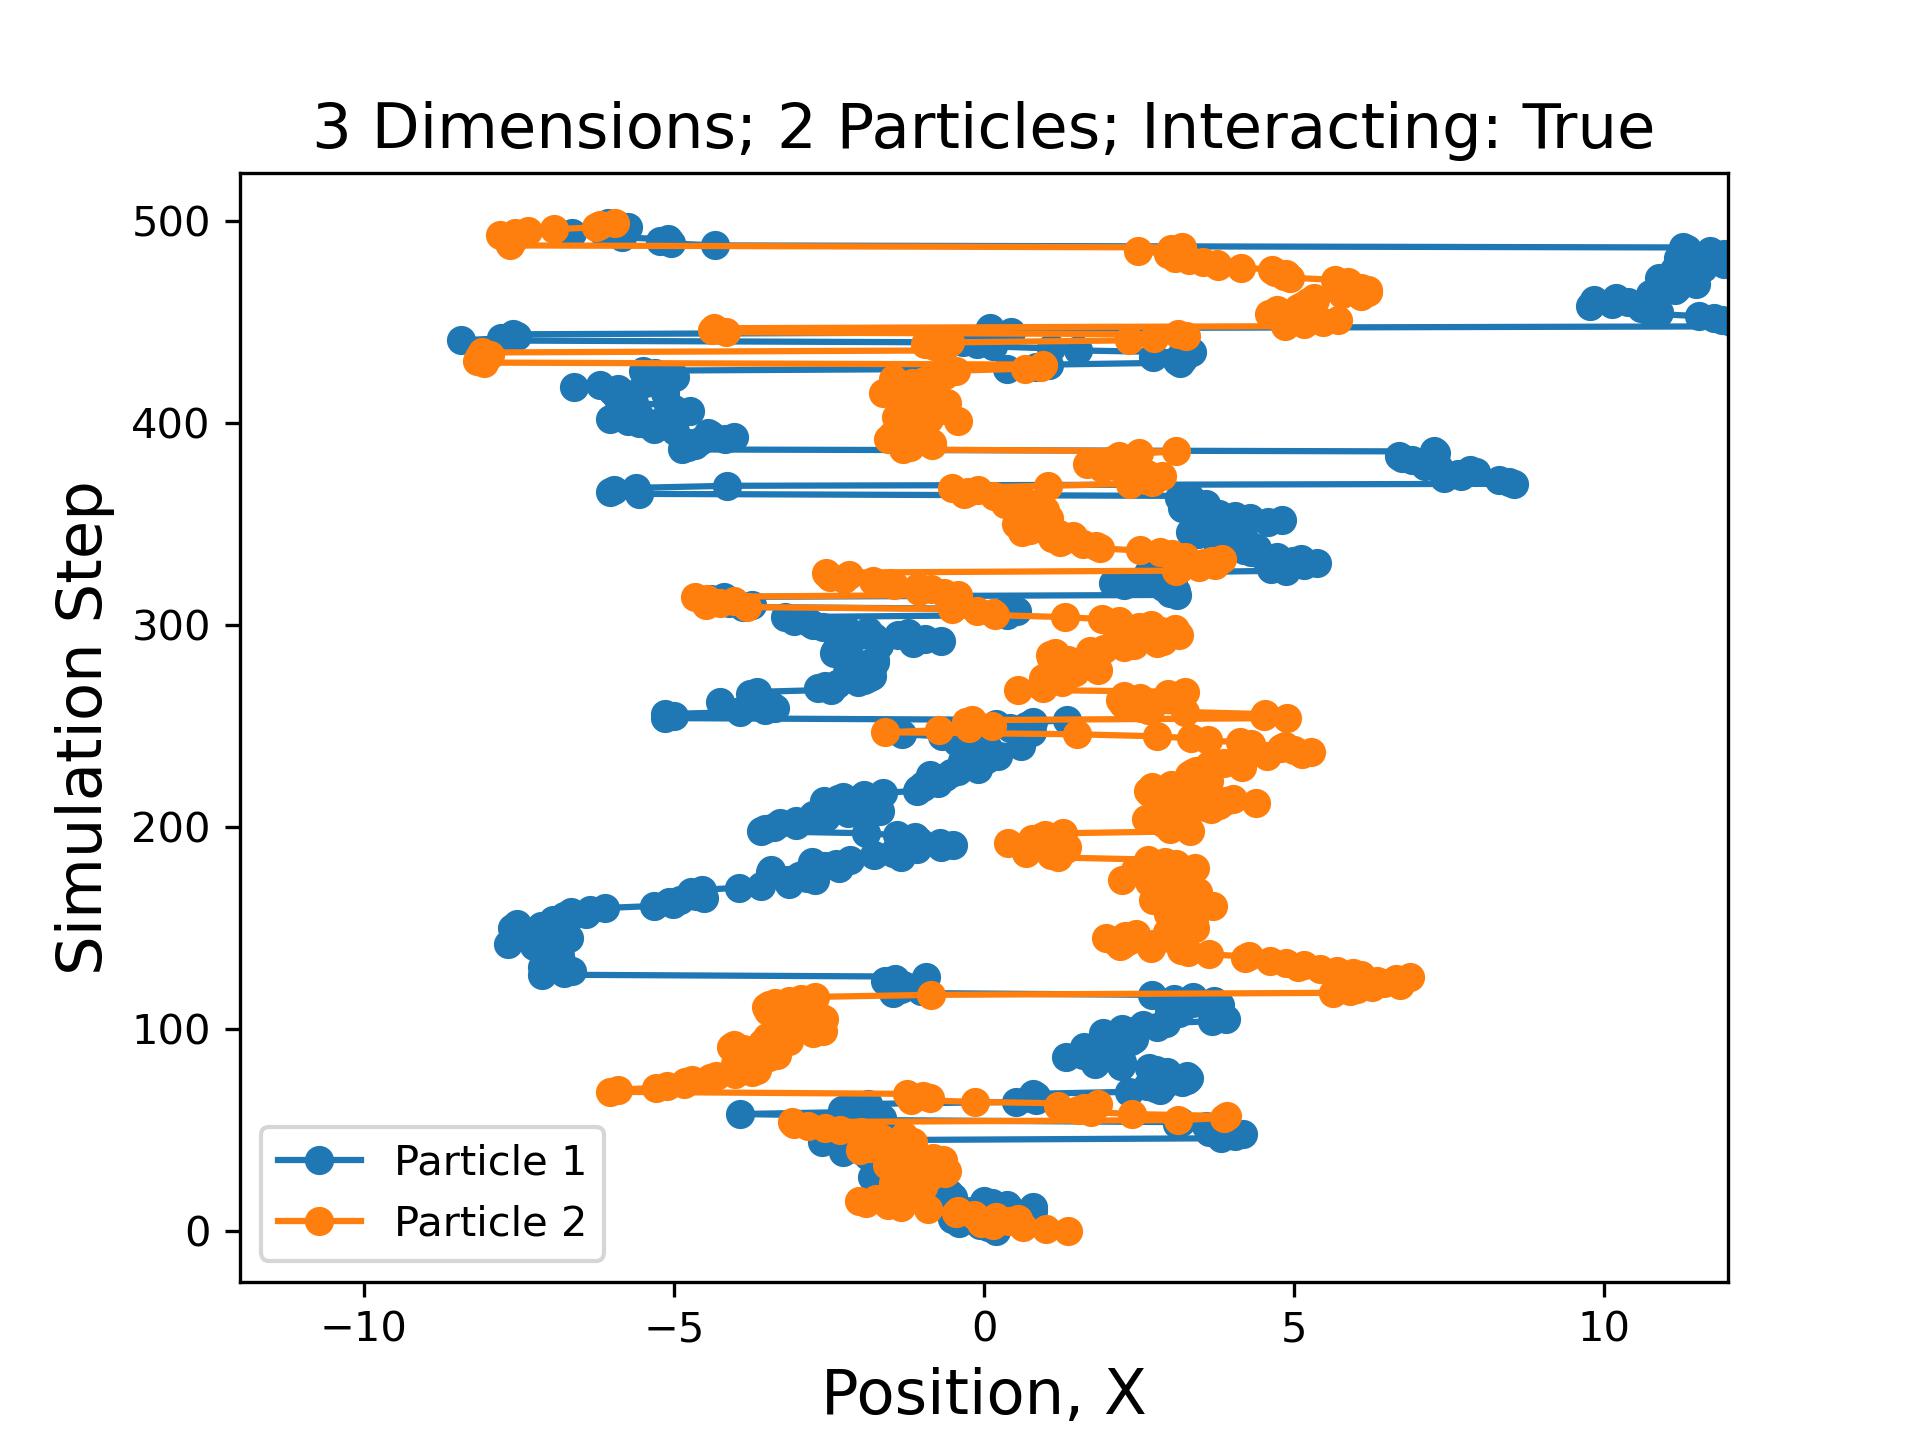 3 Dimensions; 2 Particles; Interacting: True
Simulation Step
500
400
300
200
100
0
Particle 1
Particle 2
−10
−5
0
5
10
Position, X